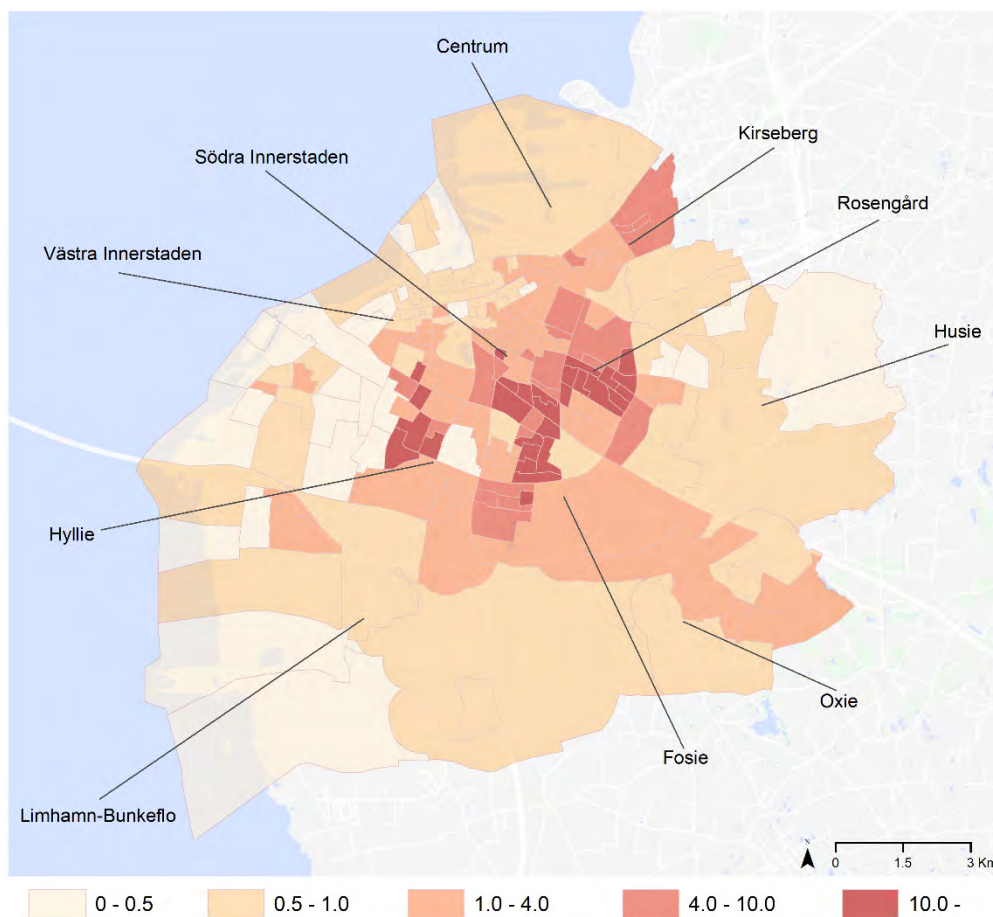 Centrum
Kirseberg
Södra Innerstaden
Rosengård
Västra Innerstaden
Husie
Hyllie
Oxie
Fosie
Limhamn-Bunkeflo
0 1.5 3 Km
0 - 0.5 0.5 - 1.0 1.0 - 4.0 4.0 - 10.0 10.0 -